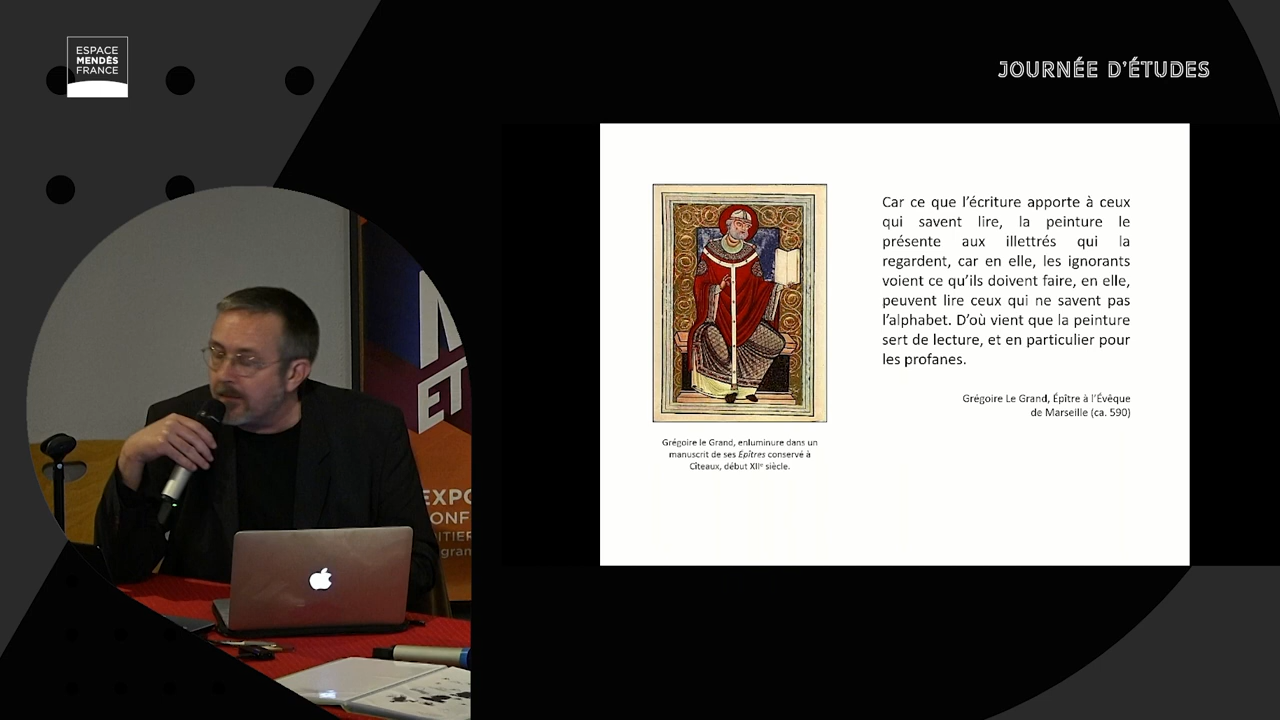 ESPACE
MENDÈS
FRANCE
JOURNÉE D'ÉTUDES
Car ce que l'écriture apporte à ceux
qui savent lire, la peinture le
présente aux illettrés qui la
regardent, car en elle, les ignorants
voient ce qu'ils doivent faire, en elle,
peuvent lire ceux qui ne savent pas
l'alphabet. D'où vient que la peinture
sert de lecture, et en particulier pour
les profanes.
Grégoire Le Grand, Épître à l'Évêque
de Marseille (ca. 590)
Grégoire le Grand, enluminure dans un
manuscrit de ses Epîtres conservé à
Cîteaux, début XIIe siècle.
M
ET
EXPO
ONF
ITIER
gran